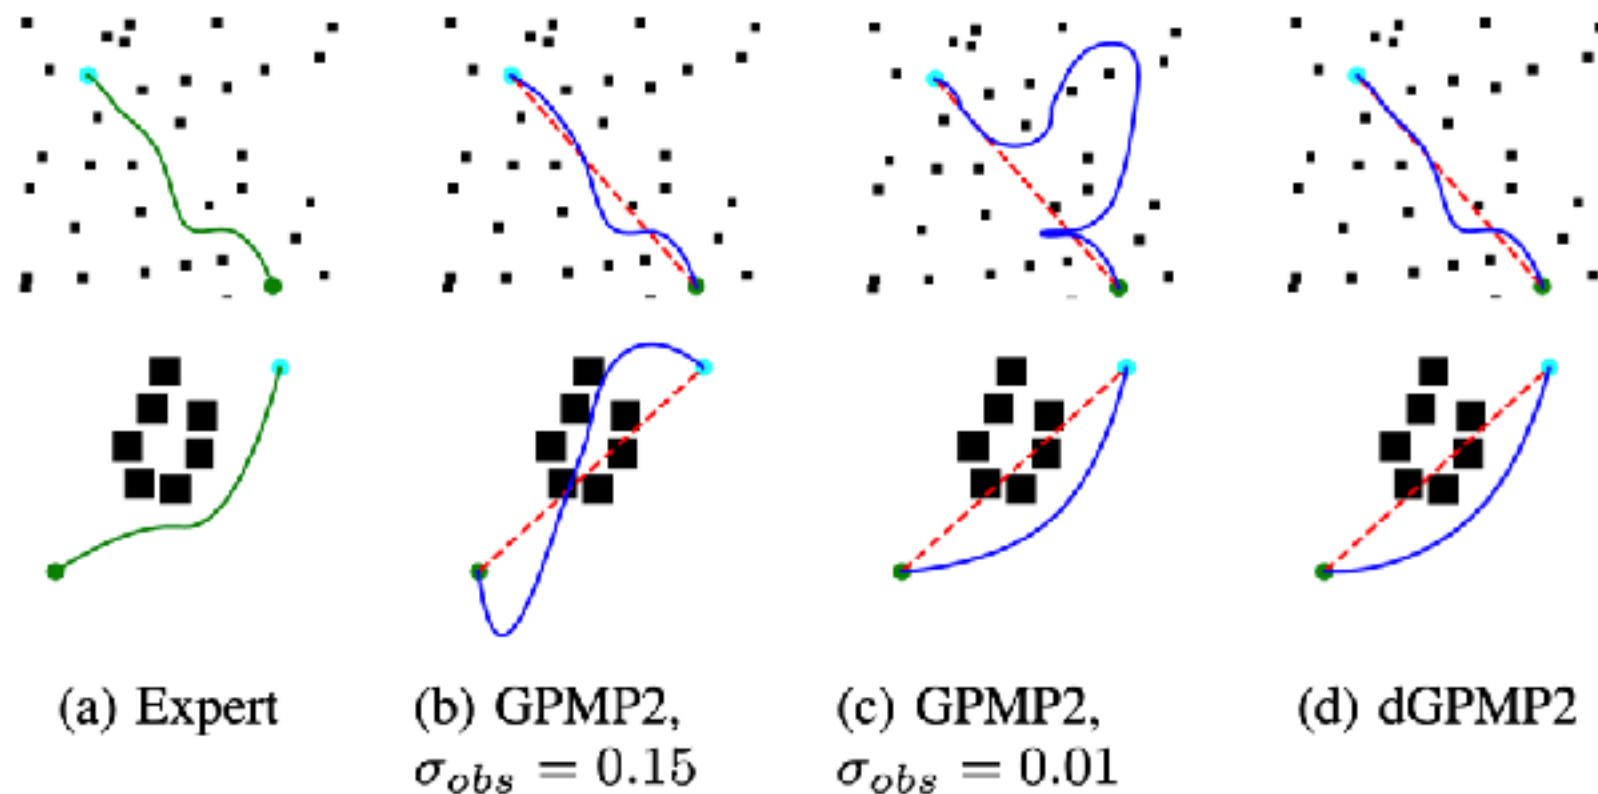 (a) Expert
(b) GPMP2,
σobs = 0.15
(c) GPMP2,
σobs = 0.01
(d) dGPMP2